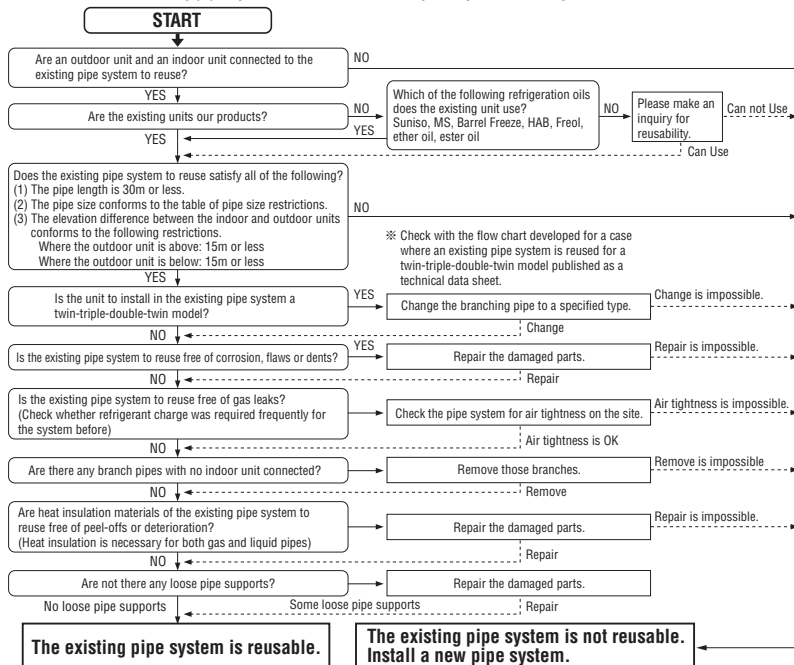 START
Are an outdoor unit and an indoor unit connected to the
existing pipe system to reuse?
NO
YES
Are the existing units our products?
NO
YES
Which of the following refrigeration oils
does the existing unit use?
Suniso, MS, Barrel Freeze, HAB, Freol,
ether oil, ester oil
NO
YES
Please make an
inquiry for
reusability.
Can not Use
Can Use
Does the existing pipe system to reuse satisfy all of the following?
(1) The pipe length is 30m or less.
(2) The pipe size conforms to the table of pipe size restrictions.
(3) The elevation difference between the indoor and outdoor units
conforms to the following restrictions.
Where the outdoor unit is above: 15m or less
Where the outdoor unit is below: 15m or less
NO
YES
※ Check with the flow chart developed for a case
where an existing pipe system is reused for a
twin-triple-double-twin model published as a
technical data sheet.
Is the unit to install in the existing pipe system a
twin-triple-double-twin model?
YES
Change the branching pipe to a specified type.
Change is impossible.
NO
Change
Is the existing pipe system to reuse free of corrosion, flaws or dents?
YES
Repair the damaged parts.
Repair is impossible.
NO
Repair
Is the existing pipe system to reuse free of gas leaks?
(Check whether refrigerant charge was required frequently for
the system before)
Check the pipe system for air tightness on the site.
Air tightness is impossible.
NO
Air tightness is OK
Are there any branch pipes with no indoor unit connected?
Remove those branches.
Remove is impossible
NO
Remove
Are heat insulation materials of the existing pipe system to
reuse free of peel-offs or deterioration?
(Heat insulation is necessary for both gas and liquid pipes)
Repair the damaged parts.
Repair is impossible.
NO
Repair
Are not there any loose pipe supports?
Repair the damaged parts.
No loose pipe supports
Some loose pipe supports
Repair
The existing pipe system is reusable.
The existing pipe system is not reusable.
Install a new pipe system.